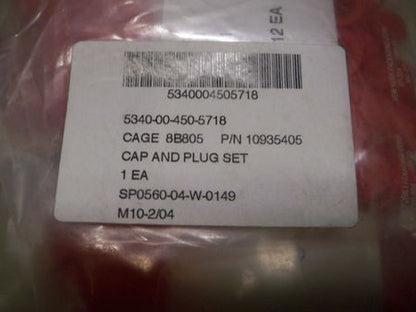 12 EA
5340004505718
5340-00-450-5718
CAGE 8B805 P/N 10935405
CAP AND PLUG SET
1 EA
SP0560-04-W-0149
M10-2/04